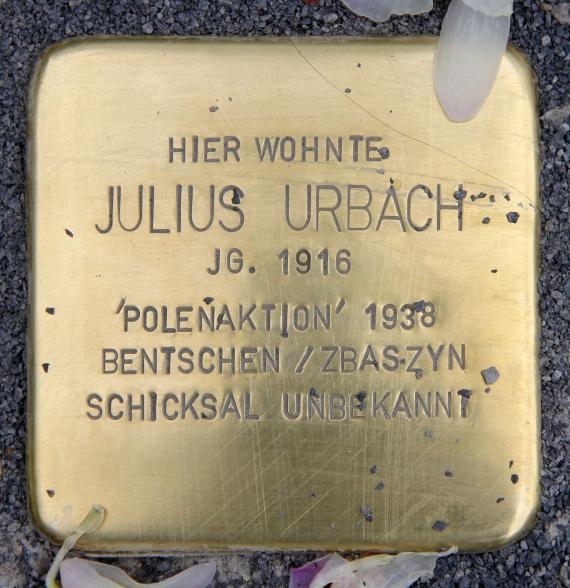 HIER WOHNTE
JULIUS URBACH
JG. 1916
'POLENAKTION' 1938
BENTSCHEN / ZBASZYN
SCHICKSAL UNBEKANNT